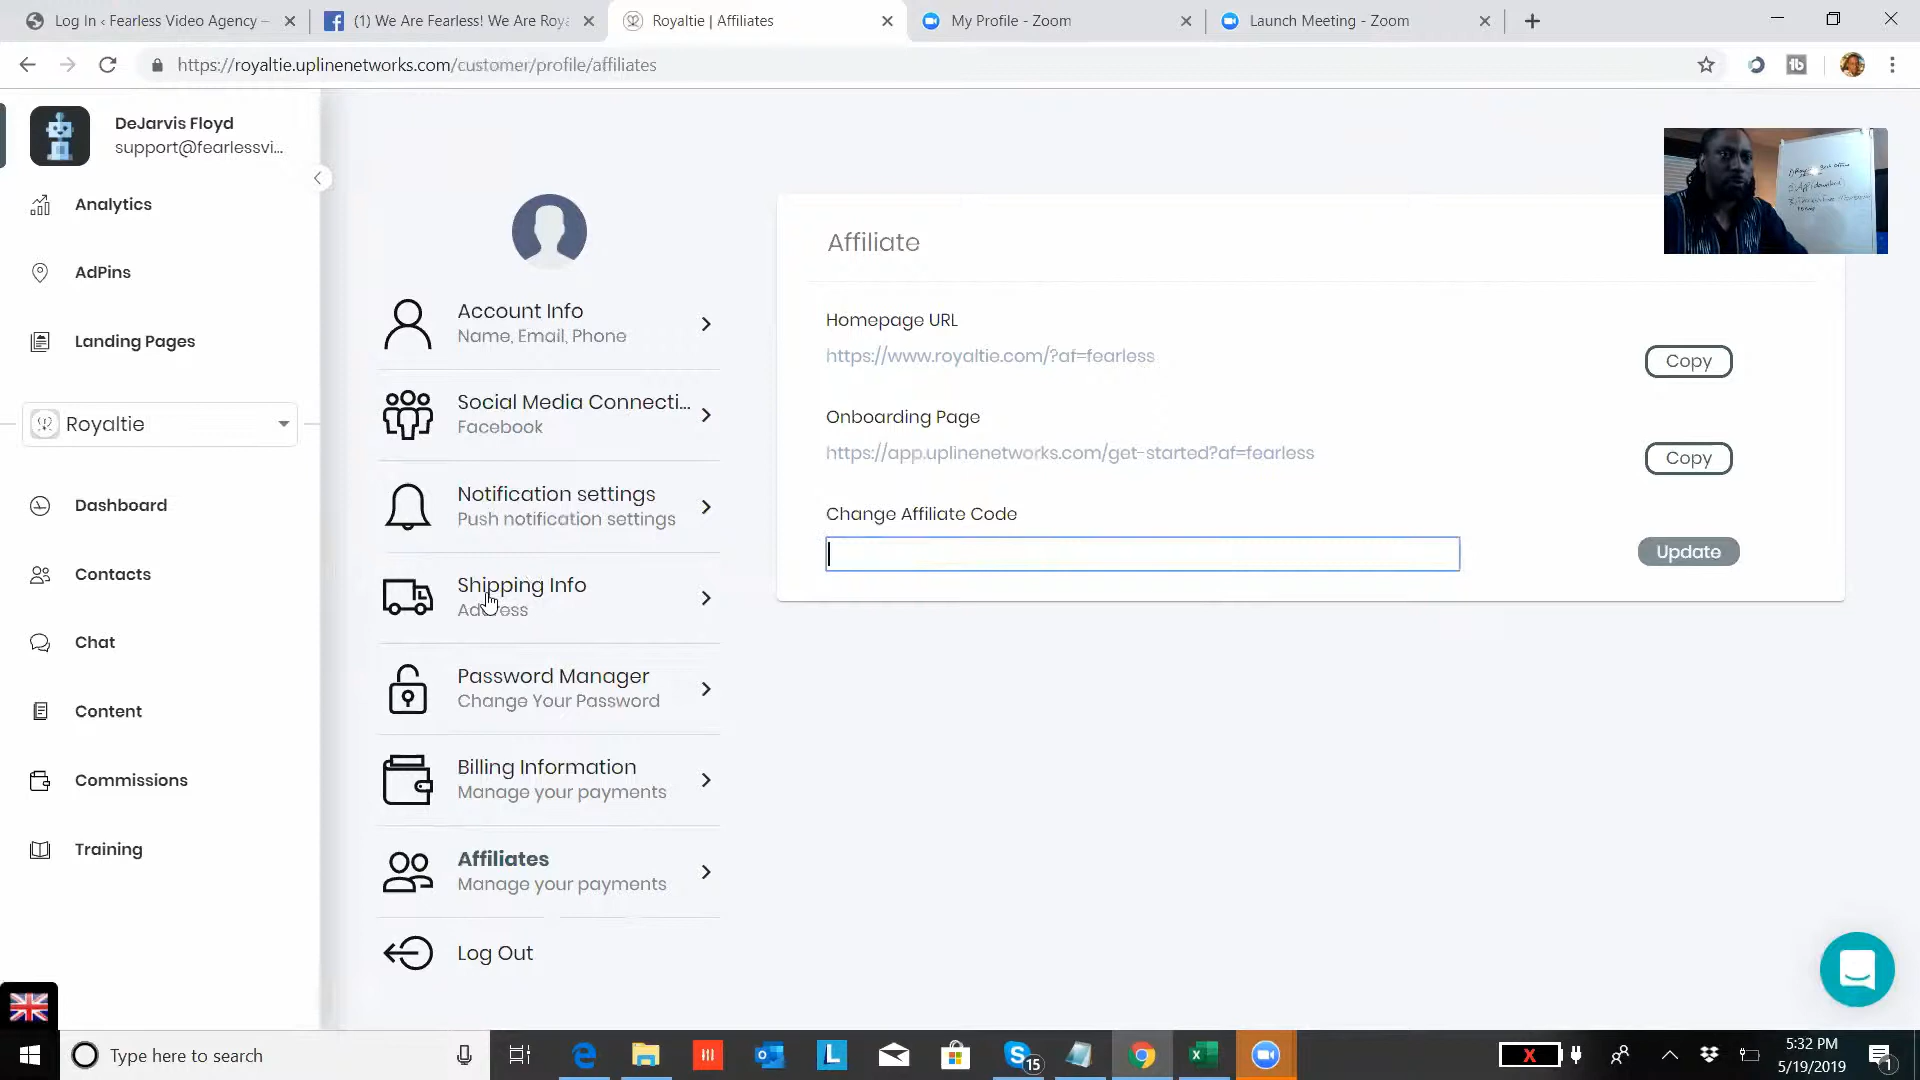 Log In ‹ Fearless Video Agency —
(1) We Are Fearless! We Are Roya
Royaltie | Affiliates
My Profile - Zoom
Launch Meeting - Zoom
https://royaltie.uplinenetworks.com/customer/profile/affiliates
DeJarvis Floyd
support@fearlessvi...
Analytics
AdPins
Landing Pages
Royaltie
Dashboard
Contacts
Chat
Content
Commissions
Training
Account Info
Name, Email, Phone
Social Media Connecti...
Facebook
Notification settings
Push notification settings
Shipping Info
Address
Password Manager
Change Your Password
Billing Information
Manage your payments
Affiliates
Manage your payments
Log Out
Affiliate
Homepage URL
https://www.royaltie.com/?af=fearless
Copy
Onboarding Page
https://app.uplinenetworks.com/get-started?af=fearless
Copy
Change Affiliate Code
Update
Type here to search
15
5:32 PM
5/19/2019
1